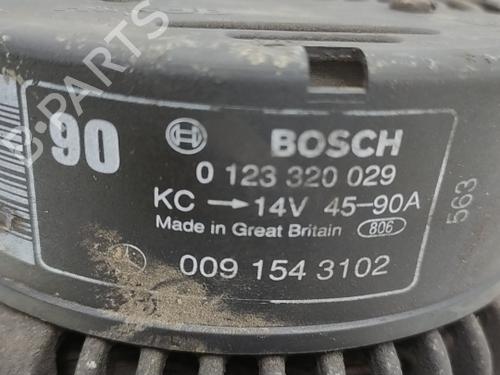 90
BOSCH
0 123 320 029
KC → 14V 45-90A
Made in Great Britain 806
563
009 154 3102
B-PARTS